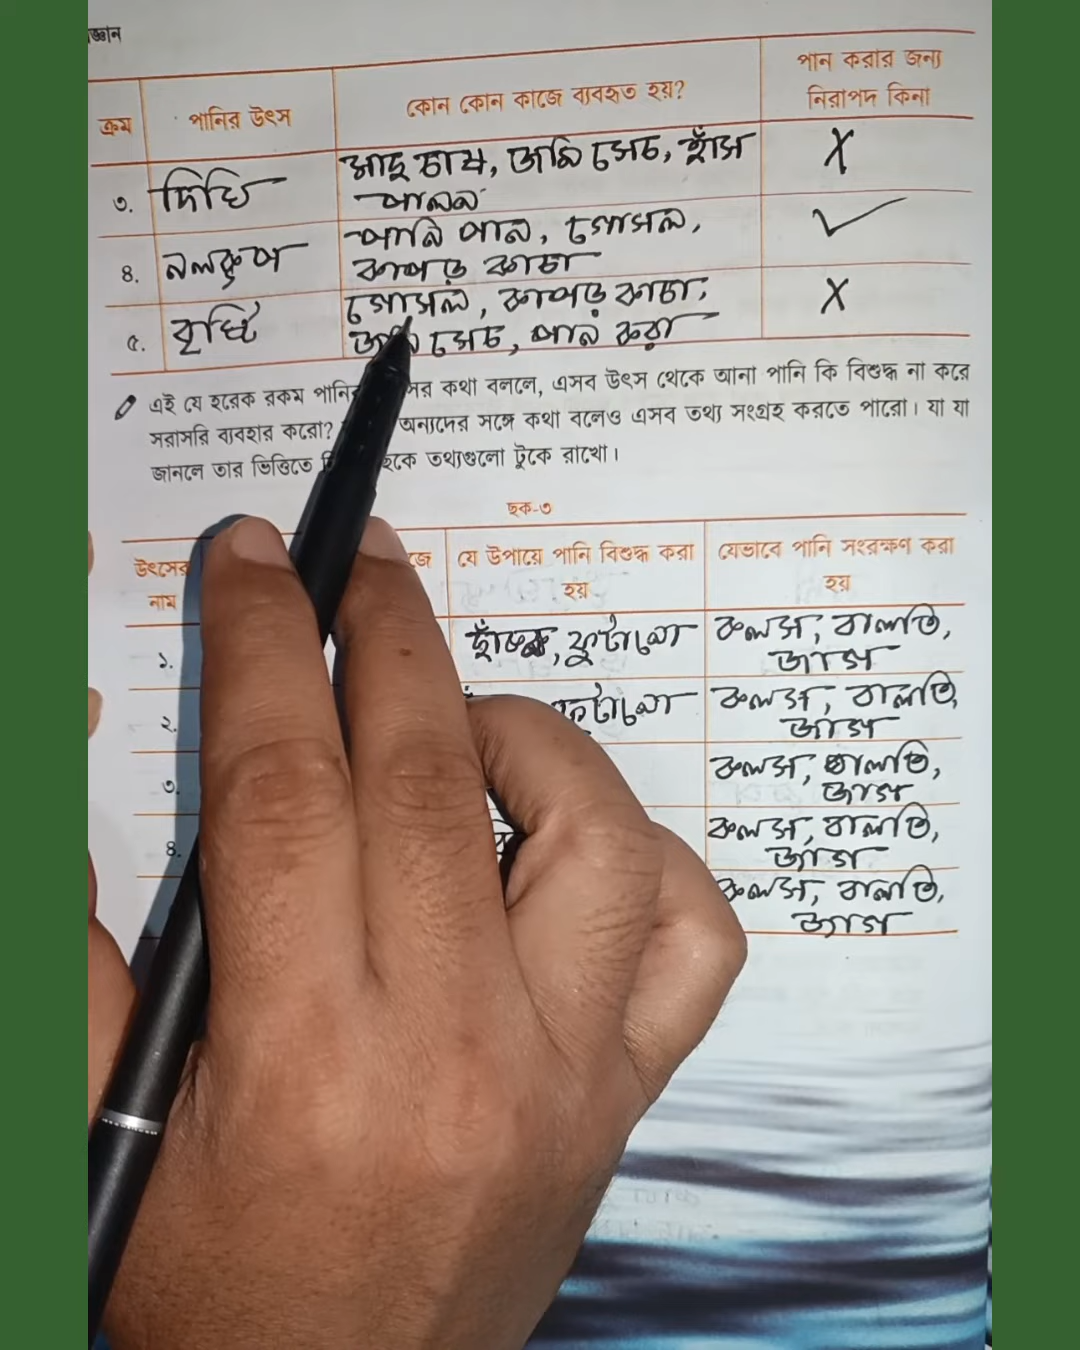 জ্ঞান
ক্রম পানির উৎস কোন কোন কাজে ব্যবহৃত হয়? পান করার জন্য নিরাপদ কিনা
৩. দিঘি মাছ চাষ, জমি সেচ, হাঁস
পালন
X
৪. নলকূপ পানি পান, গোসল,
কাপড় কাচা
✓
৫. বৃষ্টি গোসল, কাপড় কাচা,
সেচ, পান করা
X
এই যে হরেক রকম পানির কথা বললে, এসব উৎস থেকে আনা পানি কি বিশুদ্ধ না করে
সরাসরি ব্যবহার করো? অন্যদের সঙ্গে কথা বলেও এসব তথ্য সংগ্রহ করতে পারো। যা যা
জানলে তার ভিত্তিতে ছকে তথ্যগুলো টুকে রাখো।
ছক-৩
উৎসের নাম যে উপায়ে পানি বিশুদ্ধ করা হয় যেভাবে পানি সংরক্ষণ করা হয়
১. ফুটানো কলস, বালতি,
জগ
২. ফুটানো কলস, বালতি,
জগ
৩. কলস, বালতি,
জগ
৪. কলস, বালতি,
জগ
কলস, বালতি,
জগ